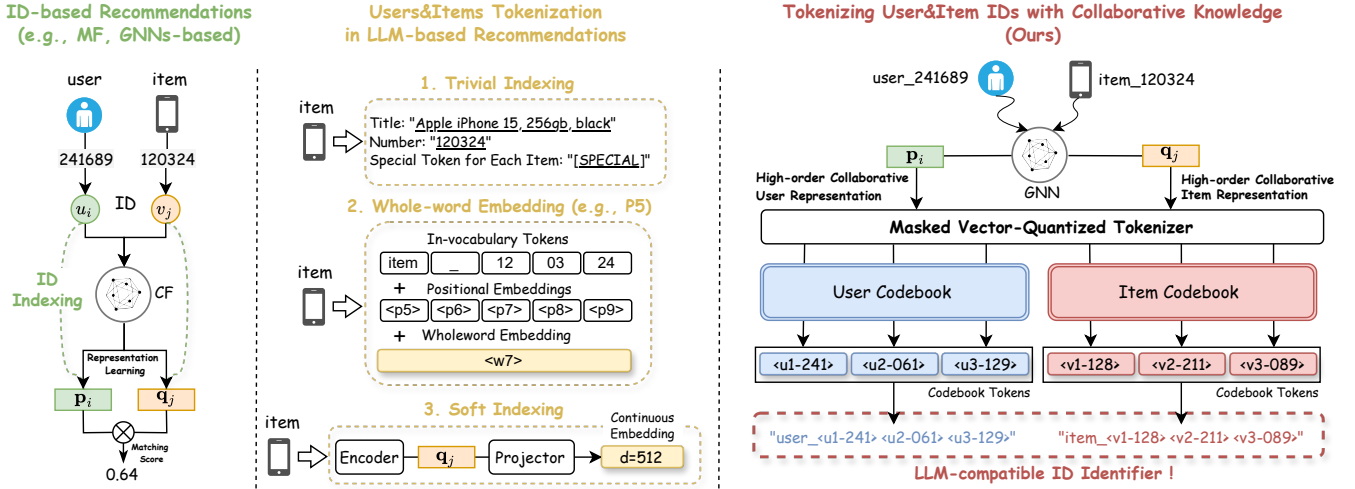 ID-based Recommendations
(e.g., MF, GNNs-based)
user
item
241689
120324
u_i
ID
v_j
ID
Indexing
CF
Representation
Learning
p_i
q_j
Matching
Score
0.64
Users&Items Tokenization
in LLM-based Recommendations
1. Trivial Indexing
item
Title: "Apple iPhone 15, 256gb, black"
Number: "120324"
Special Token for Each Item: "[SPECIAL]"
2. Whole-word Embedding (e.g., P5)
In-vocabulary Tokens
item _ 12 03 24
item
+ Positional Embeddings
<p5> <p6> <p7> <p8> <p9>
+ Wholeword Embedding
<w7>
3. Soft Indexing
item
Continuous
Embedding
Encoder
q_j
Projector
d=512
Tokenizing User&Item IDs with Collaborative Knowledge
(Ours)
user_241689
item_120324
p_i
q_j
GNN
High-order Collaborative
User Representation
High-order Collaborative
Item Representation
Masked Vector-Quantized Tokenizer
User Codebook
Item Codebook
<u1-241> <u2-061> <u3-129>
<v1-128> <v2-211> <v3-089>
Codebook Tokens
Codebook Tokens
"user_<u1-241> <u2-061> <u3-129>"
"item_<v1-128> <v2-211> <v3-089>"
LLM-compatible ID Identifier !